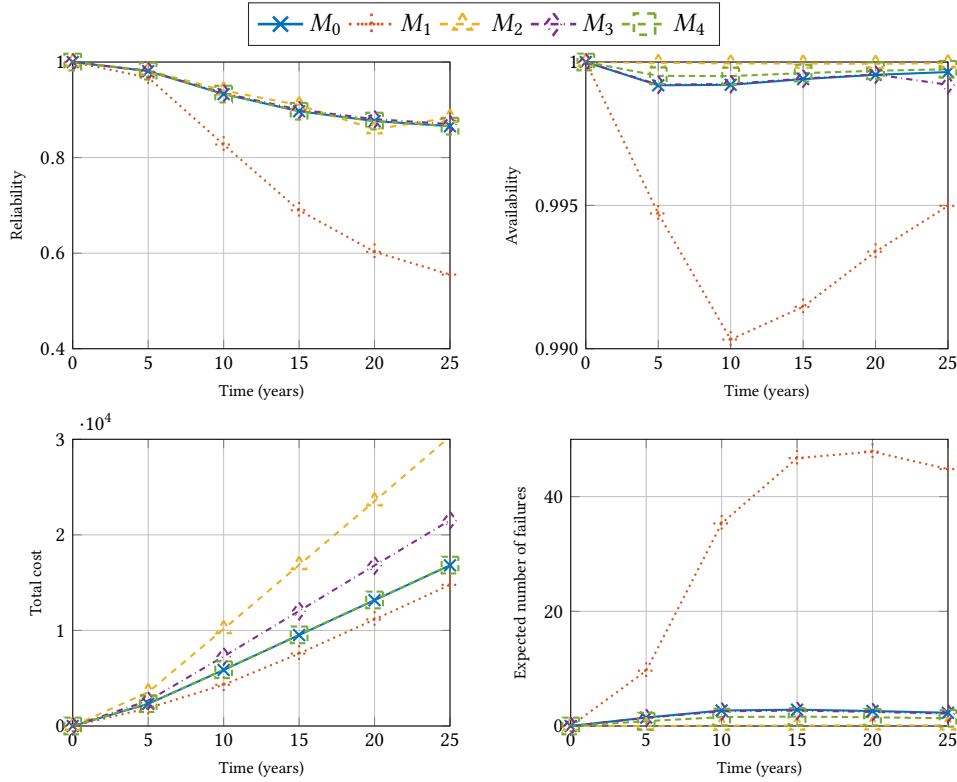 M0 M1 M2 M3 M4
1
0.8
0.6
0.4
0 5 10 15 20 25
Reliability
Time (years)
1
0.995
0.990
0 5 10 15 20 25
Availability
Time (years)
·10^4
3
2
1
0
0 5 10 15 20 25
Total cost
Time (years)
40
20
0
0 5 10 15 20 25
Expected number of failures
Time (years)